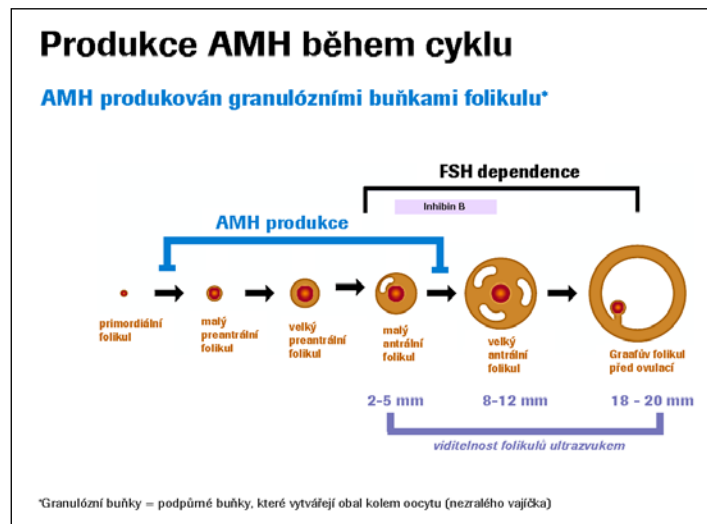 Produkce AMH během cyklu
AMH produkován granulózními buňkami folikulu*
FSH dependence
Inhibin B
AMH produkce
primordiální
folikul
malý
preantrální
folikul
velký
preantrální
folikul
malý
antrální
folikul
velký
antrální
folikul
Graafův folikul
před ovulací
2-5 mm
8-12 mm
18 - 20 mm
viditelnost folikulů ultrazvukem
*Granulózní buňky = podpůrné buňky, které vytvářejí obal kolem oocytu (nezralého vajíčka)